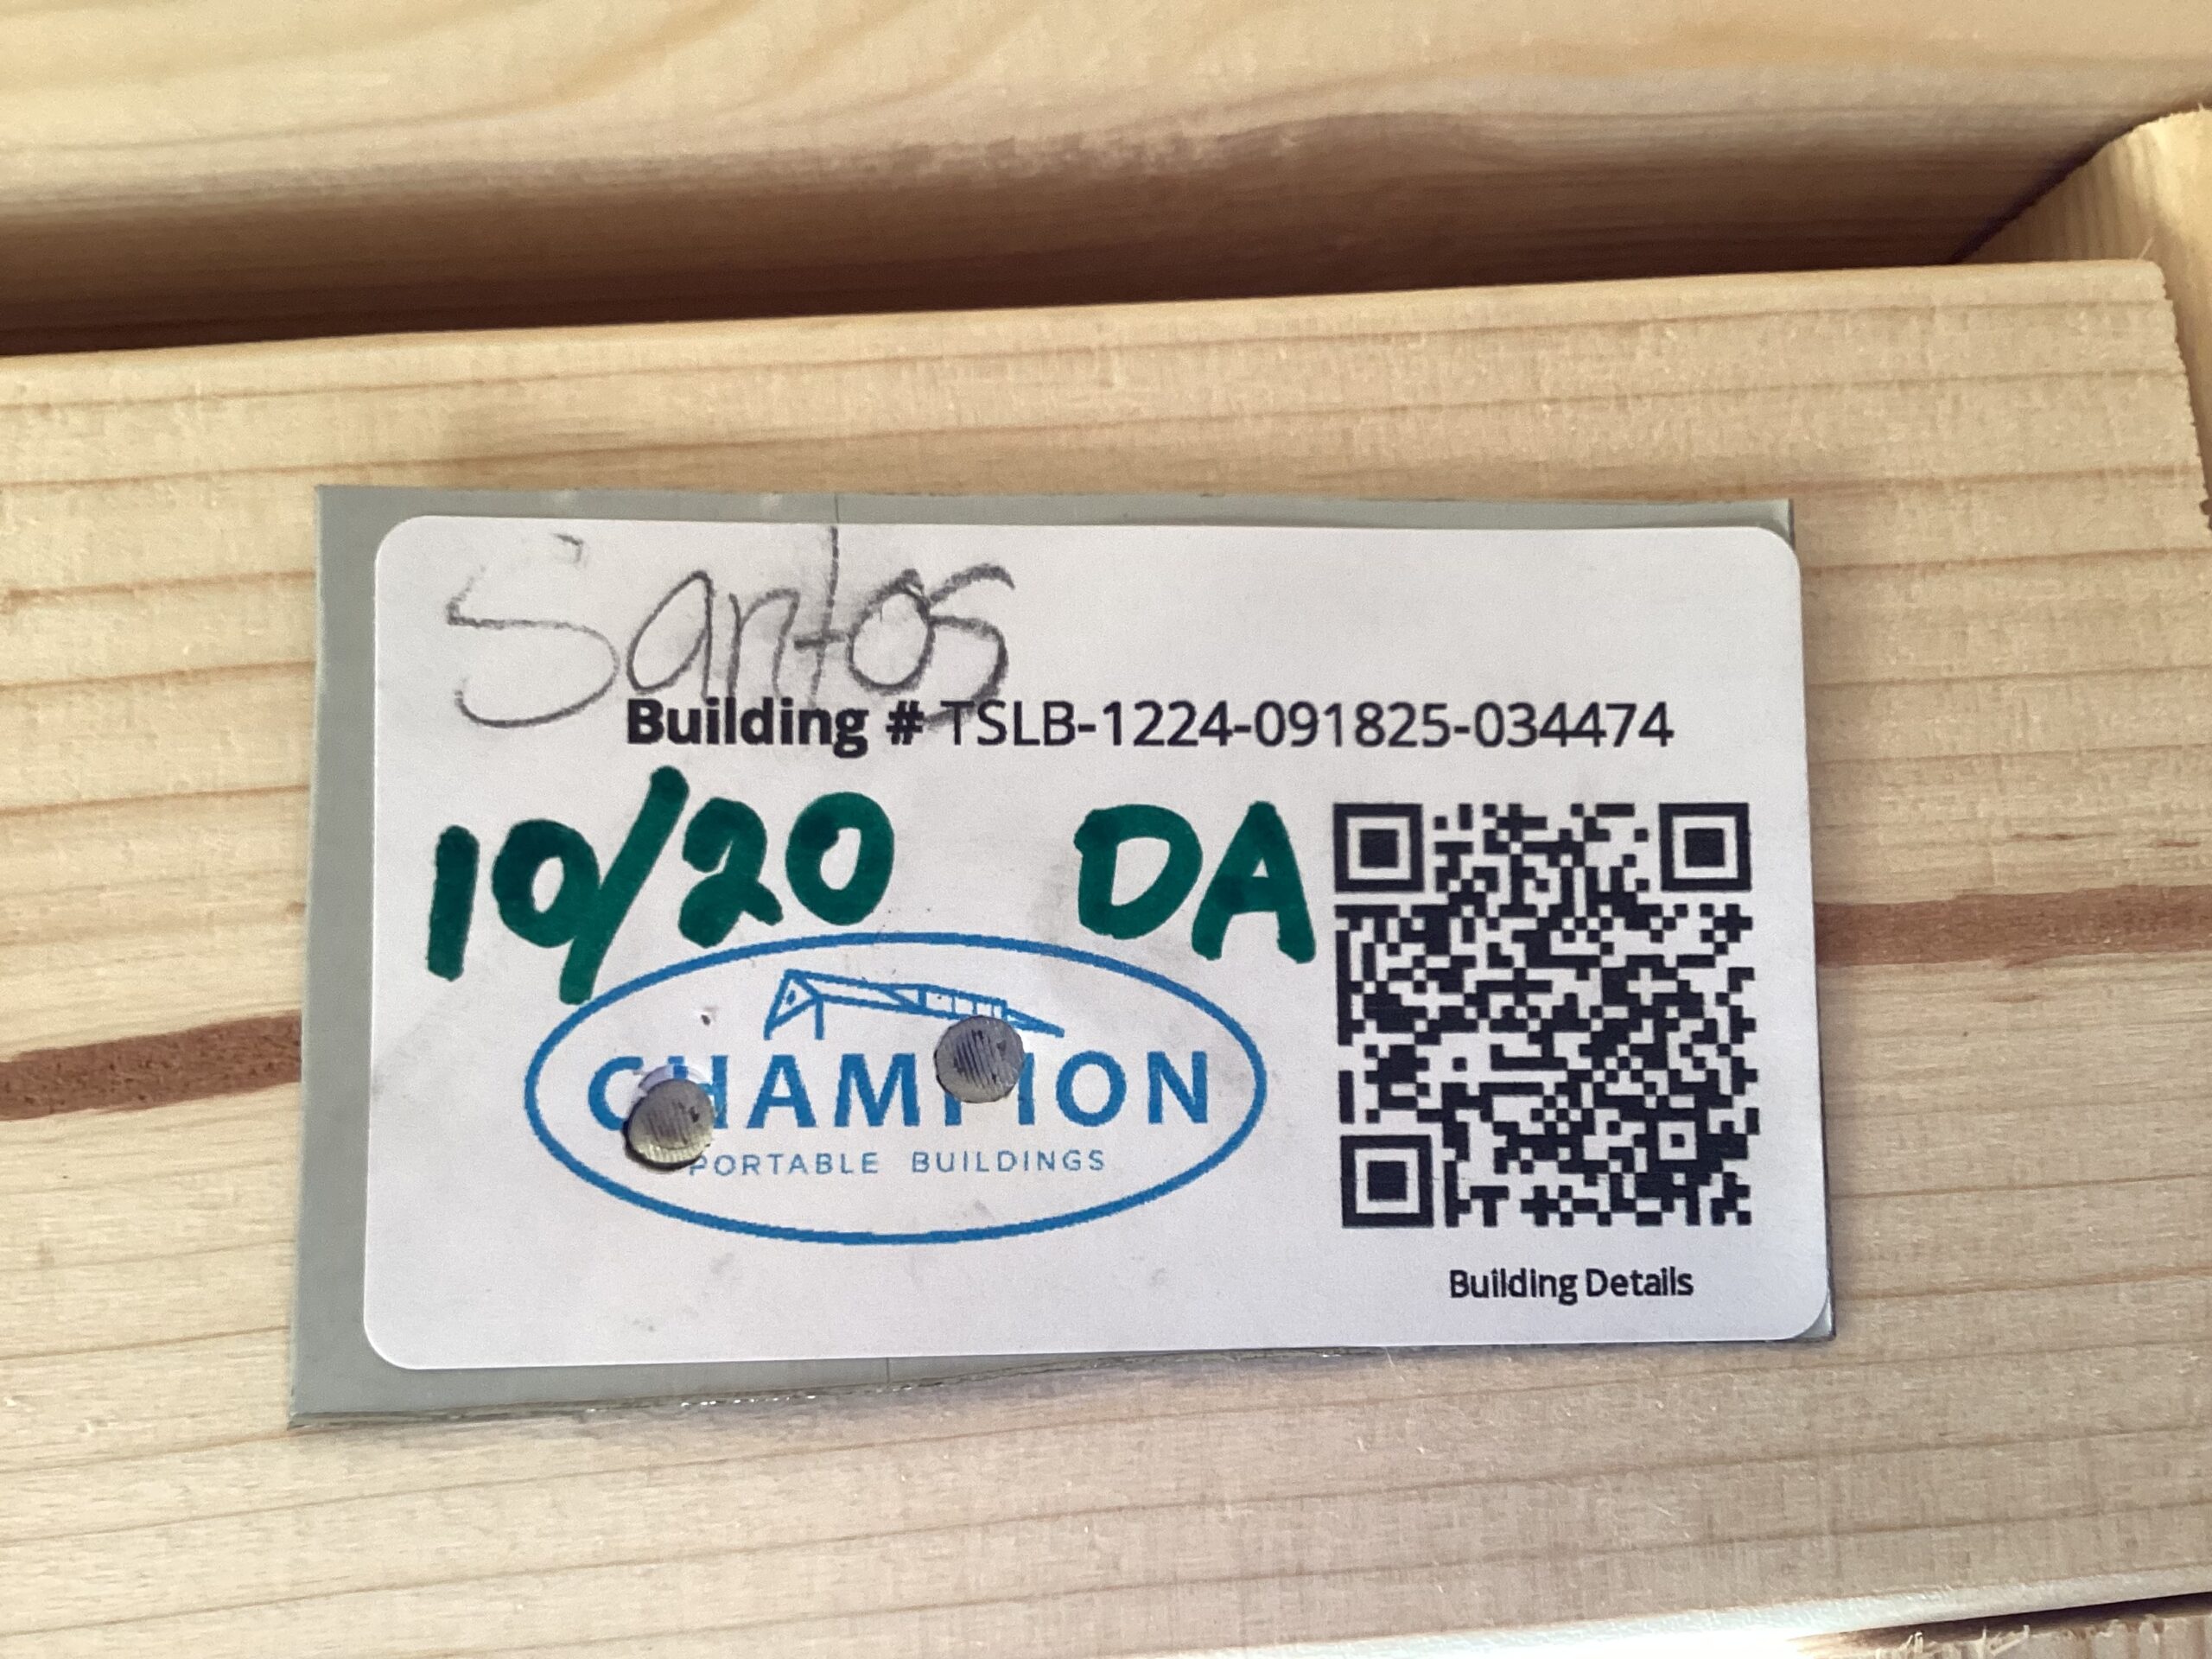 Santos
Building # TSLB-1224-091825-034474
10/20 DA
CHAMPION
PORTABLE BUILDINGS
Building Details